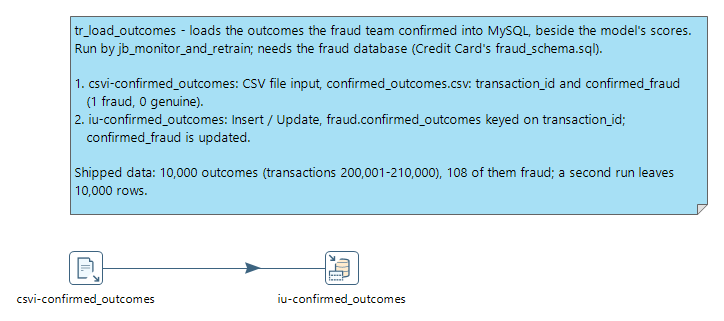 tr_load_outcomes - loads the outcomes the fraud team confirmed into MySQL, beside the model's scores.
Run by jb_monitor_and_retrain; needs the fraud database (Credit Card's fraud_schema.sql).
1. csvi-confirmed_outcomes: CSV file input, confirmed_outcomes.csv: transaction_id and confirmed_fraud
(1 fraud, 0 genuine).
2. iu-confirmed_outcomes: Insert / Update, fraud.confirmed_outcomes keyed on transaction_id;
confirmed_fraud is updated.
Shipped data: 10,000 outcomes (transactions 200,001-210,000), 108 of them fraud; a second run leaves
10,000 rows.
csvi-confirmed_outcomes
iu-confirmed_outcomes